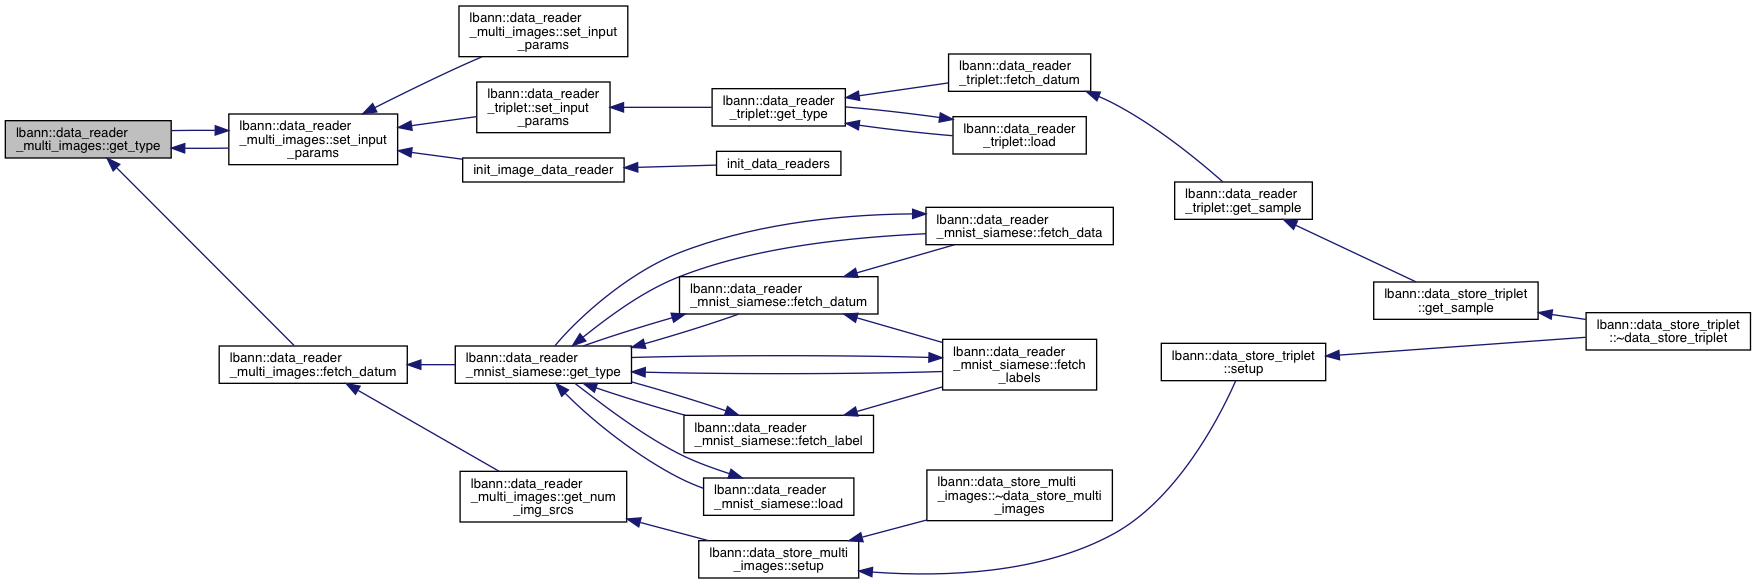 lbann::data_reader
_multi_images::get_type
lbann::data_reader
_multi_images::set_input
_params
lbann::data_reader
_multi_images::set_input
_params
lbann::data_reader
_triplet::set_input
_params
init_image_data_reader
lbann::data_reader
_triplet::get_type
init_data_readers
lbann::data_reader
_triplet::fetch_datum
lbann::data_reader
_triplet::load
lbann::data_reader
_triplet::get_sample
lbann::data_store_triplet
::get_sample
lbann::data_store_triplet
::~data_store_triplet
lbann::data_store_triplet
::setup
lbann::data_reader
_multi_images::fetch_datum
lbann::data_reader
_mnist_siamese::get_type
lbann::data_reader
_mnist_siamese::fetch_data
lbann::data_reader
_mnist_siamese::fetch_datum
lbann::data_reader
_mnist_siamese::fetch
_labels
lbann::data_reader
_mnist_siamese::fetch_label
lbann::data_reader
_mnist_siamese::load
lbann::data_reader
_multi_images::get_num
_img_srcs
lbann::data_store_multi
_images::~data_store_multi
_images
lbann::data_store_multi
_images::setup